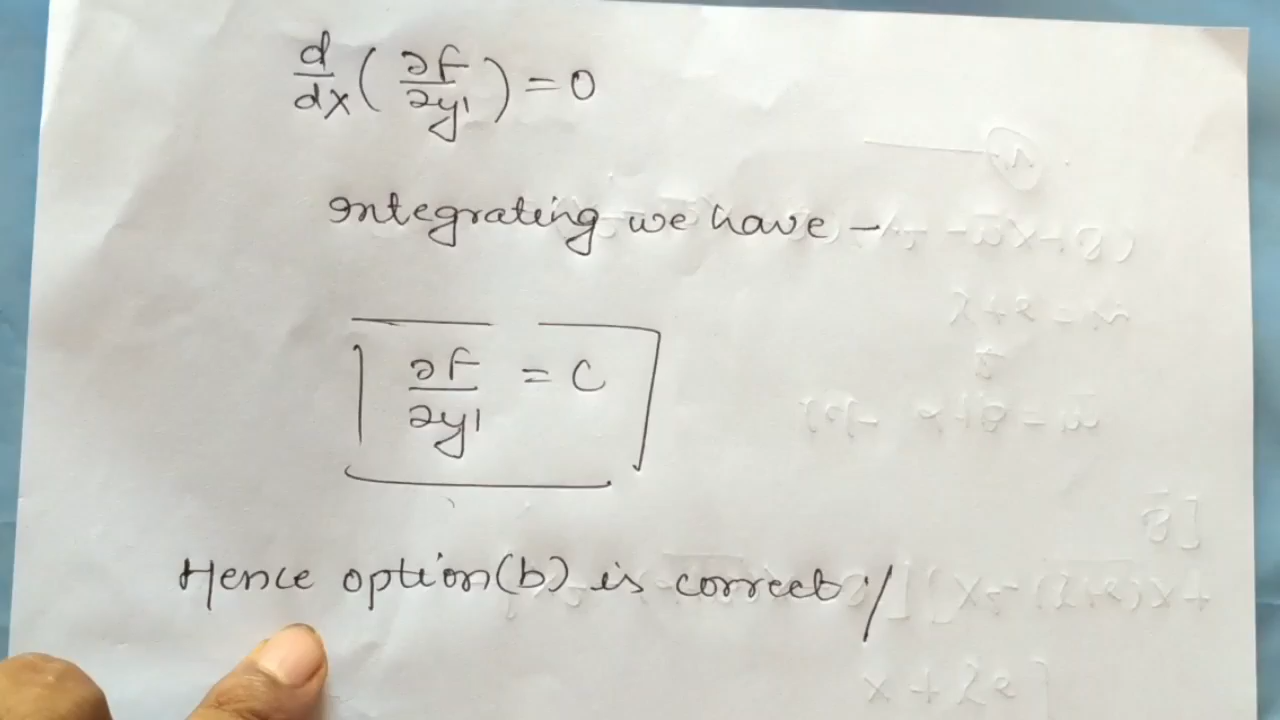 d/dx ( ∂F/∂y' ) = 0
Integrating we have -
∂F/∂y' = C
Hence option(b) is correct //